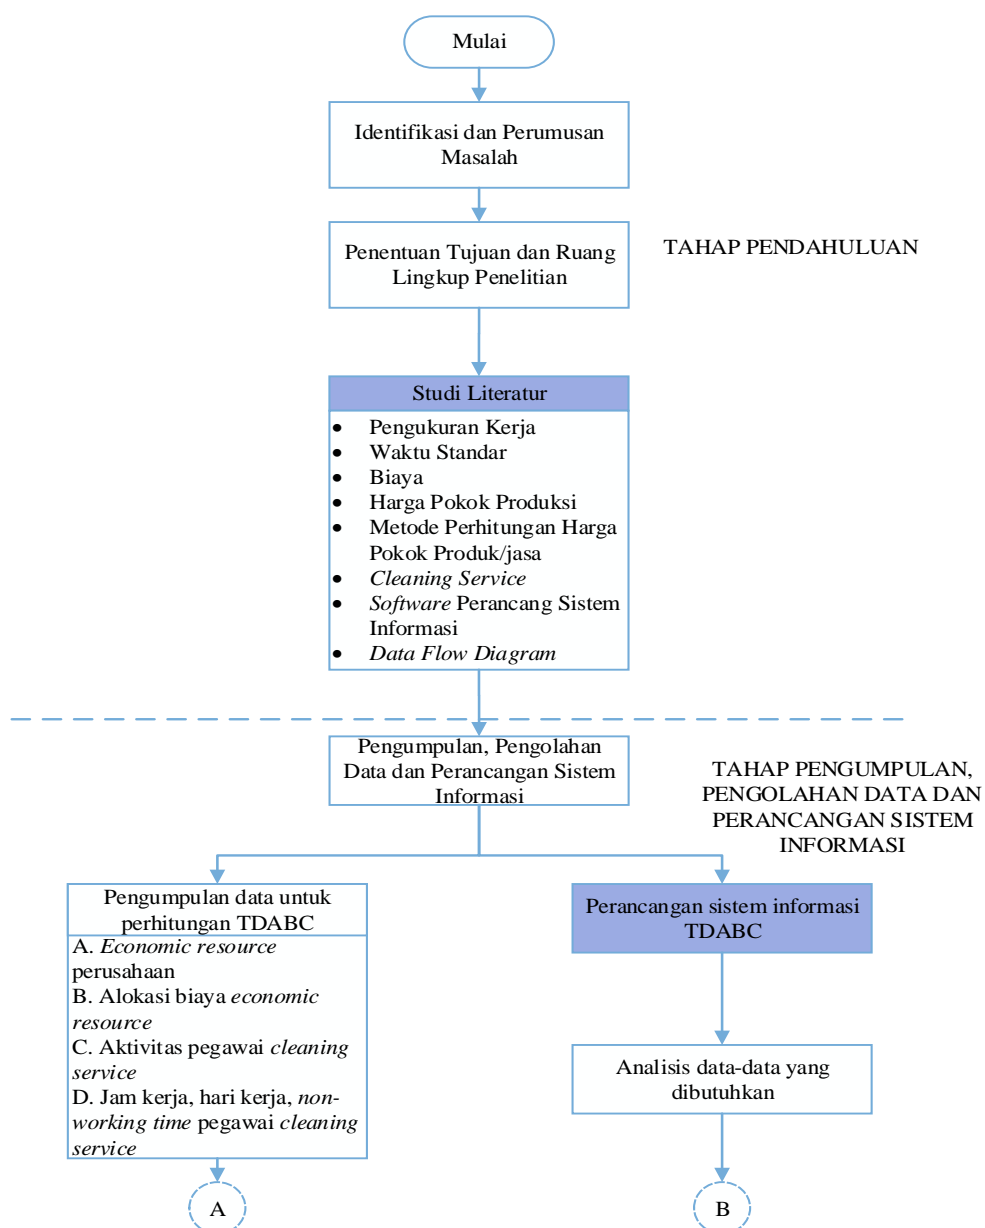 Mulai
Identifikasi dan Perumusan
Masalah
Penentuan Tujuan dan Ruang
Lingkup Penelitian
TAHAP PENDAHULUAN
Studi Literatur
• Pengukuran Kerja
• Waktu Standar
• Biaya
• Harga Pokok Produksi
• Metode Perhitungan Harga
Pokok Produk/jasa
• Cleaning Service
• Software Perancang Sistem
Informasi
• Data Flow Diagram
Pengumpulan, Pengolahan
Data dan Perancangan Sistem
Informasi
TAHAP PENGUMPULAN,
PENGOLAHAN DATA DAN
PERANCANGAN SISTEM
INFORMASI
Pengumpulan data untuk
perhitungan TDABC
A. Economic resource
perusahaan
B. Alokasi biaya economic
resource
C. Aktivitas pegawai cleaning
service
D. Jam kerja, hari kerja, non-
working time pegawai cleaning
service
A
Perancangan sistem informasi
TDABC
Analisis data-data yang
dibutuhkan
B